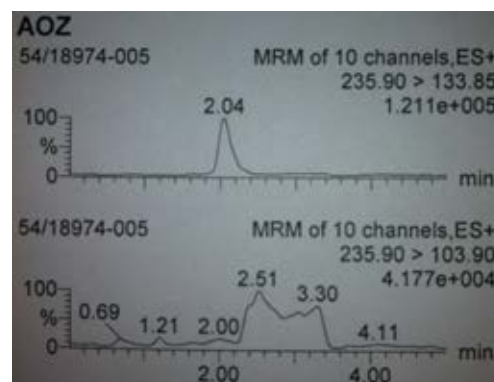 AOZ
54/18974-005 MRM of 10 channels,ES+
235.90 > 133.85
1.211e+005
2.04
100
%
0
min
54/18974-005 MRM of 10 channels,ES+
235.90 > 103.90
4.177e+004
2.51
3.30
100
0.69
%
1.21
2.00
4.11
0
min
2.00 4.00